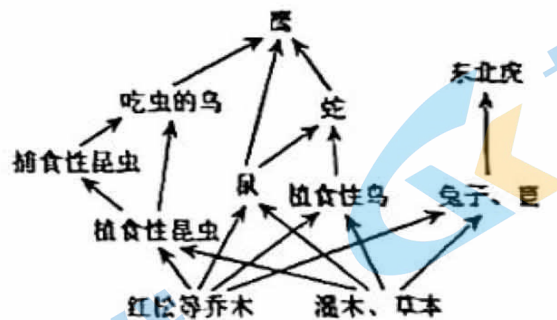 鹰
东北虎
吃虫的鸟
蛇
捕食性昆虫
鼠
植食性鸟
兔子、
植食性昆虫
红松等乔木
灌木、草本